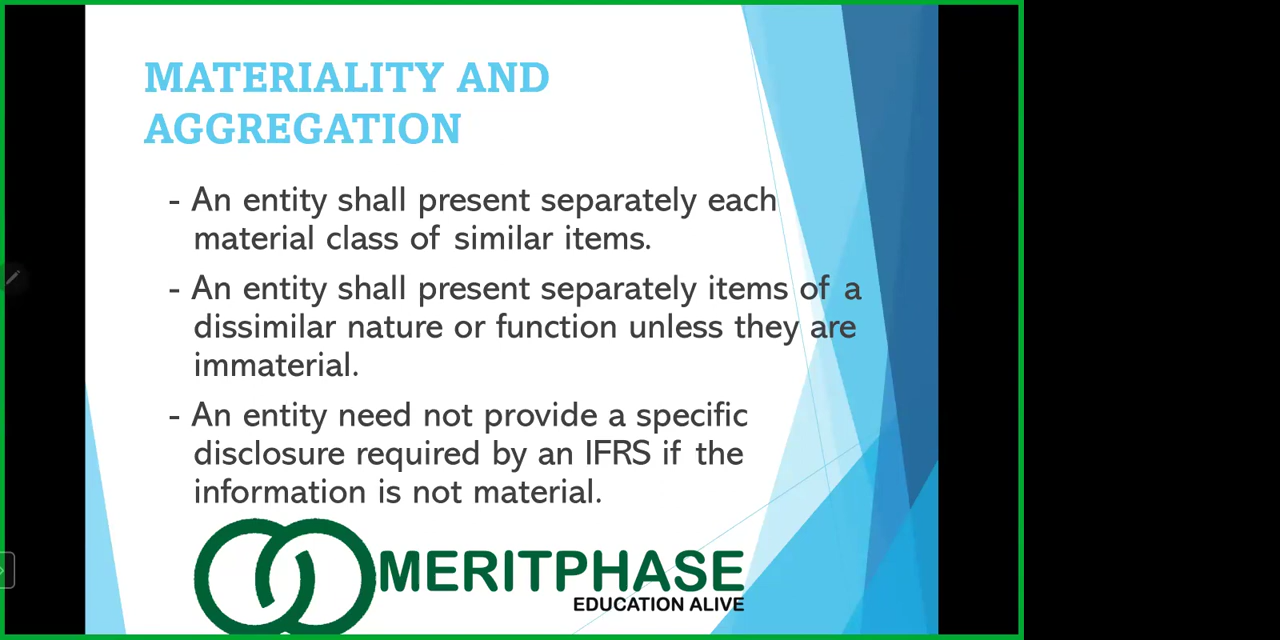 MATERIALITY AND
AGGREGATION
- An entity shall present separately each
material class of similar items.
- An entity shall present separately items of a
dissimilar nature or function unless they are
immaterial.
- An entity need not provide a specific
disclosure required by an IFRS if the
information is not material.
MERITPHASE
EDUCATION ALIVE